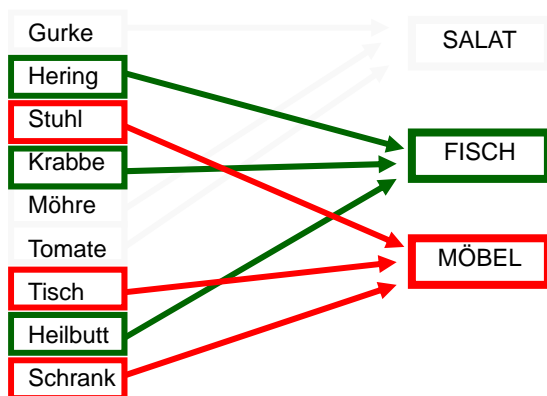 Gurke
Hering
Stuhl
Krabbe
Möhre
Tomate
Tisch
Heilbutt
Schrank
SALAT
FISCH
MÖBEL